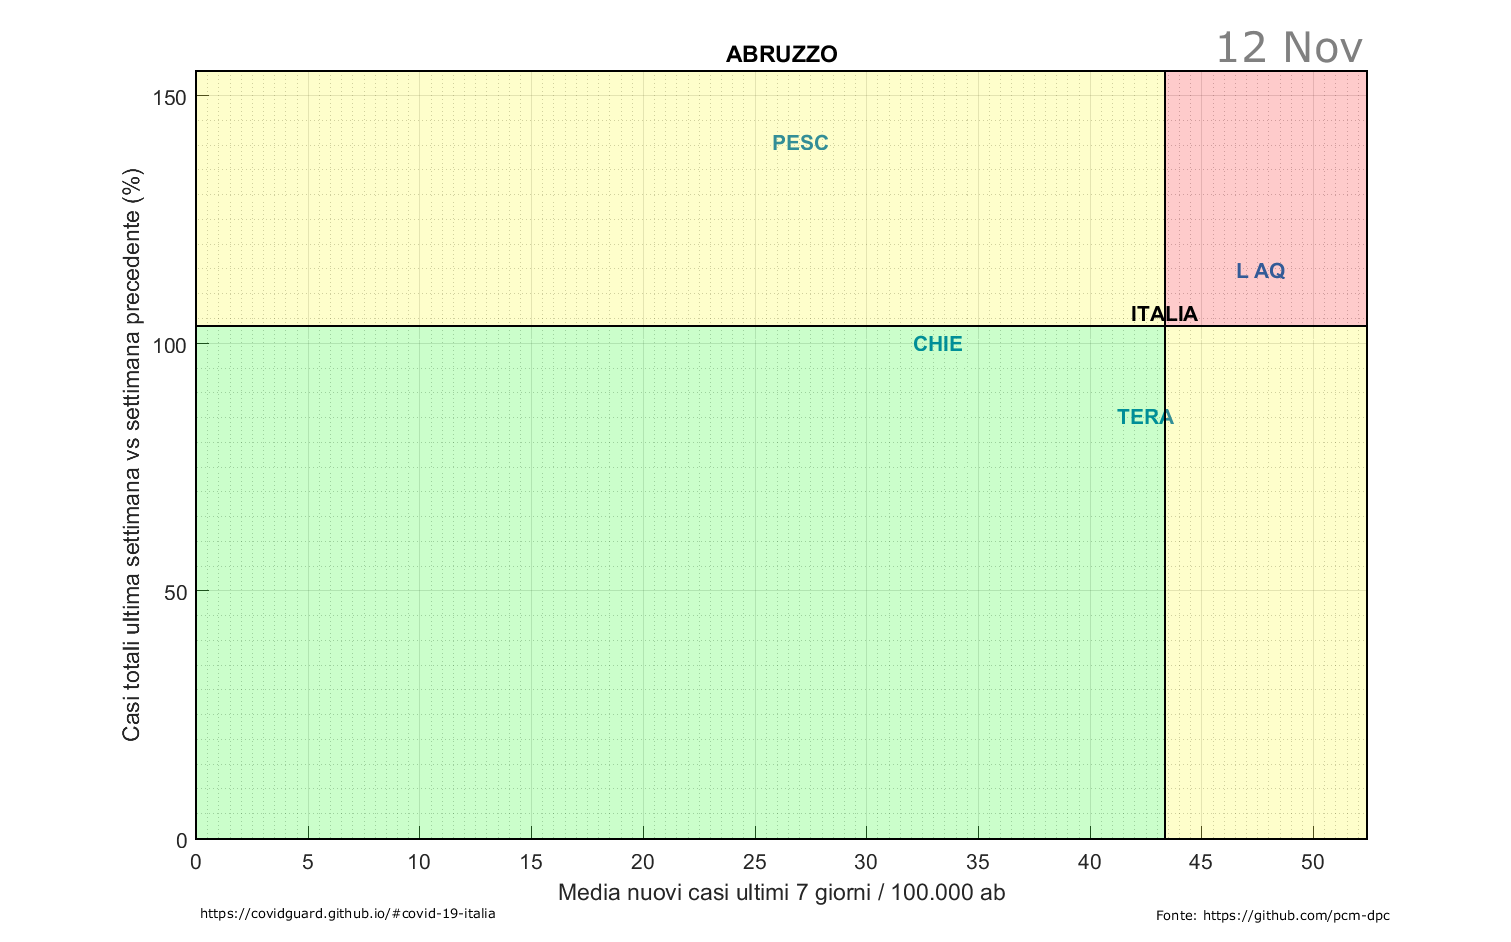 12 Nov
ABRUZZO
150
100
50
0
Casi totali ultima settimana vs settimana precedente (%)
PESC
L AQ
ITALIA
CHIE
TERA
0 5 10 15 20 25 30 35 40 45 50
Media nuovi casi ultimi 7 giorni / 100.000 ab
https://covidguard.github.io/#covid-19-italia
Fonte: https://github.com/pcm-dpc